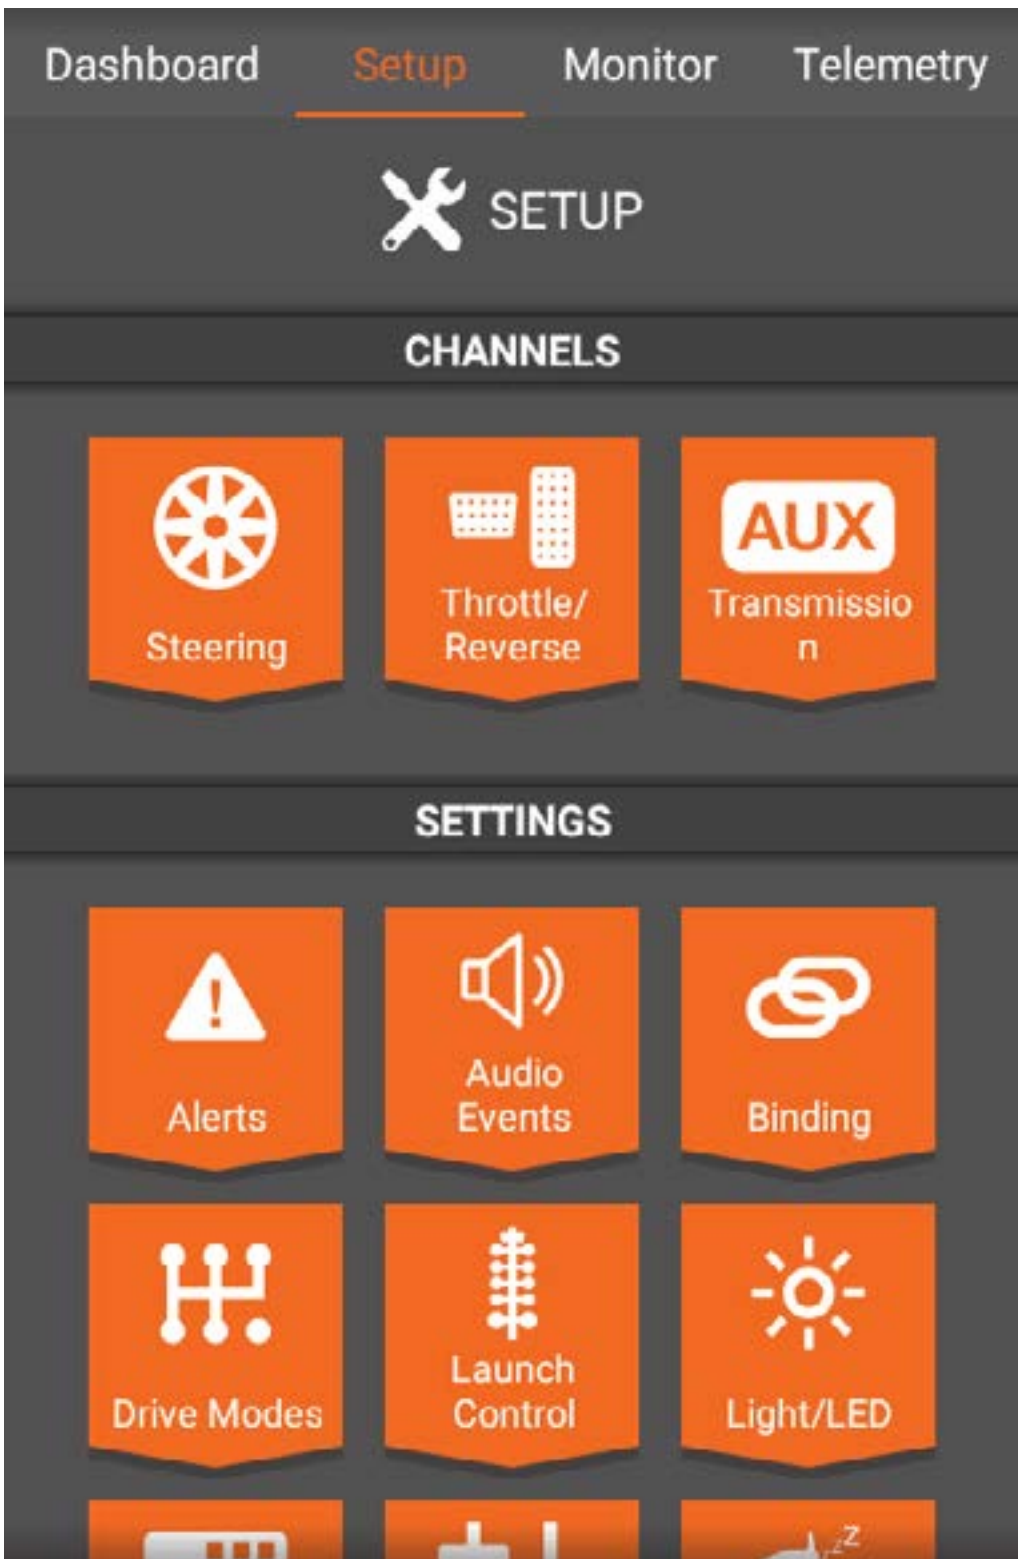 Dashboard Setup Monitor Telemetry
SETUP
CHANNELS
Steering
Throttle/
Reverse
AUX
Transmissio
n
SETTINGS
Alerts
Audio
Events
Binding
Drive Modes
Launch
Control
Light/LED
z
z